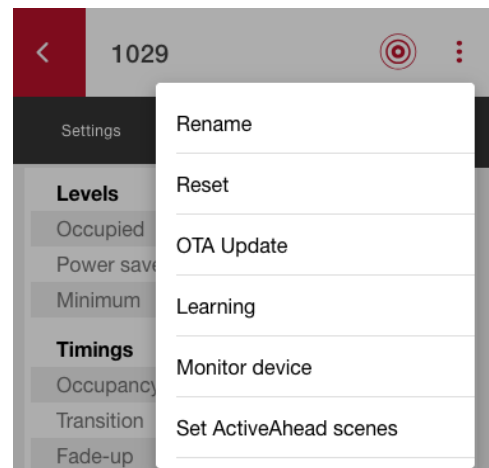 1029
Settings
Rename
Reset
OTA Update
Learning
Monitor device
Set ActiveAhead scenes
Levels
Occupied
Power save
Minimum
Timings
Occupancy
Transition
Fade-up